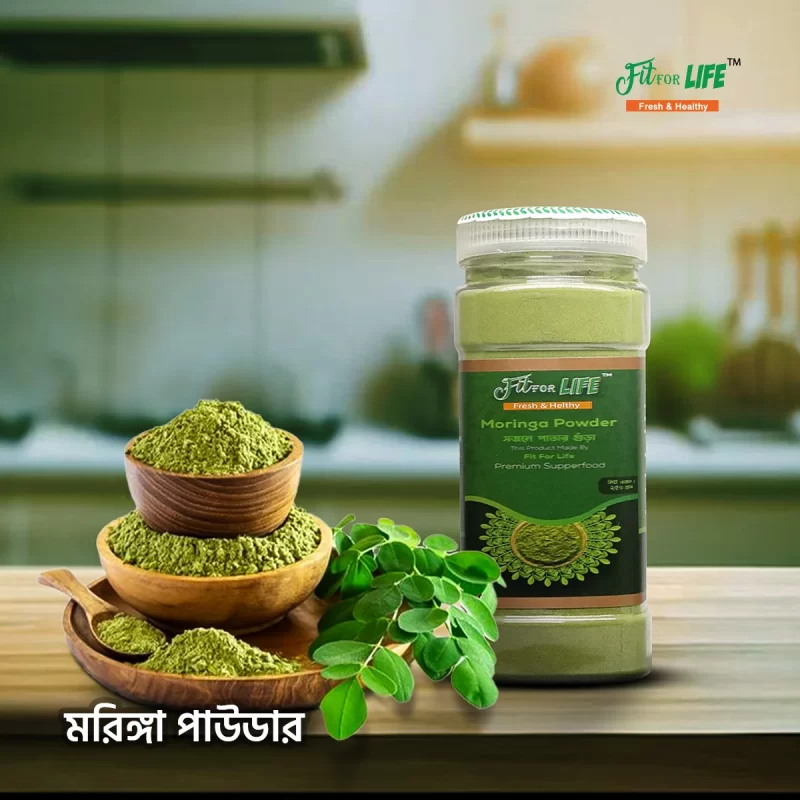 Fit FOR LIFE™
Fresh & Healthy
Fit FOR LIFE™
Fresh & Helthy
Moringa Powder
সজনে পাতার গুঁড়া
This Product Made By
Fit For Life
Premium Supperfood
মরিঙ্গা পাউডার